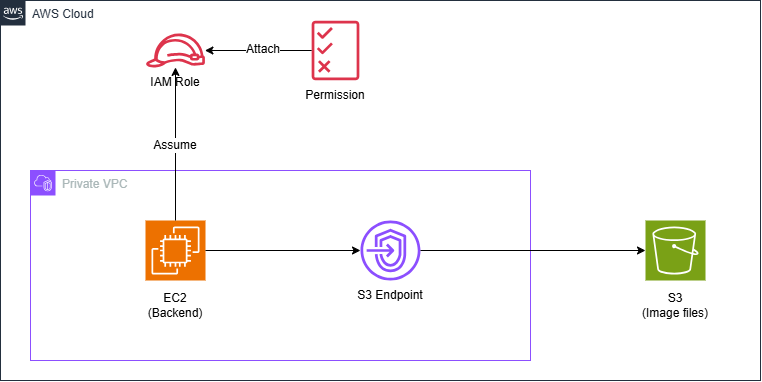 aws
AWS Cloud
Attach
IAM Role
Permission
Assume
Private VPC
EC2
(Backend)
S3 Endpoint
S3
(Image files)